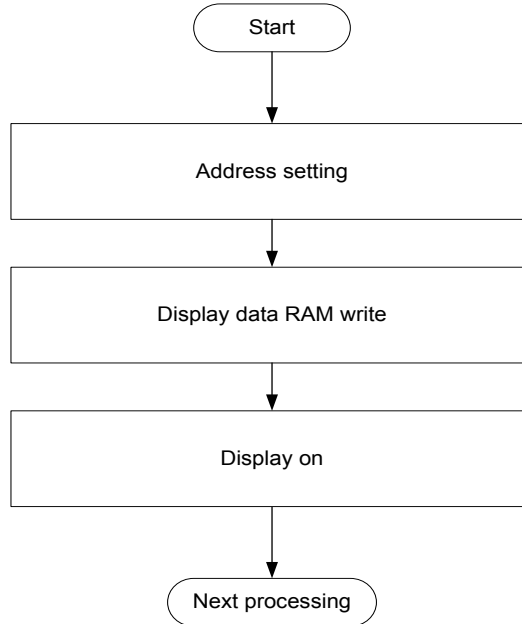 Start
Address setting
Display data RAM write
Display on
Next processing